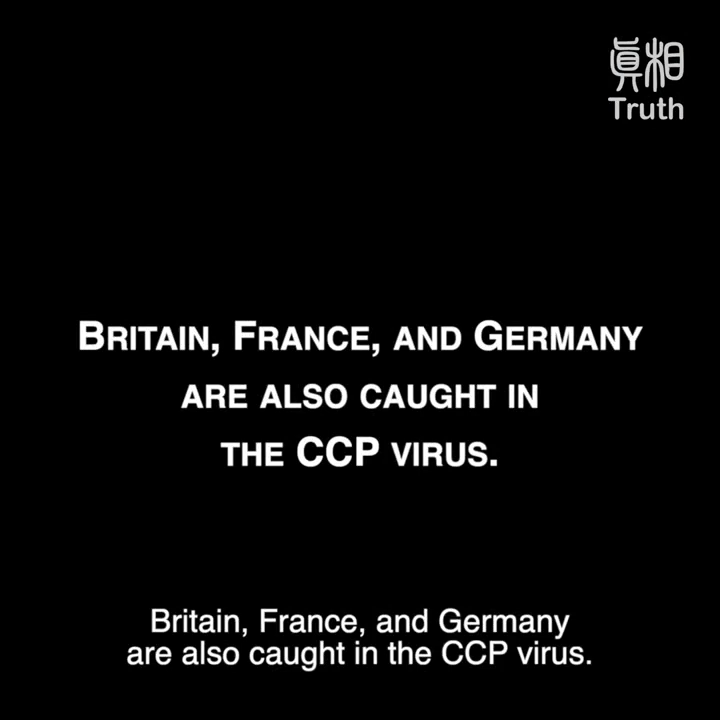 眞相
Truth
BRITAIN, FRANCE, AND GERMANY
ARE ALSO CAUGHT IN
THE CCP VIRUS.
Britain, France, and Germany
are also caught in the CCP virus.